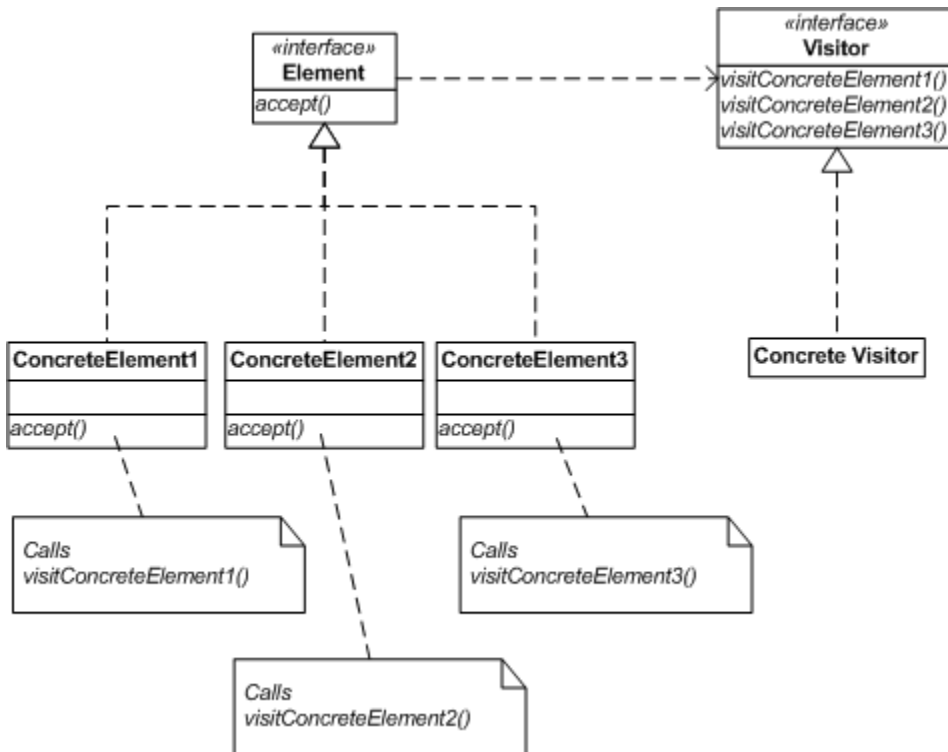 «interface»
Element
accept()
«interface»
Visitor
visitConcreteElement1()
visitConcreteElement2()
visitConcreteElement3()
ConcreteElement1
accept()
ConcreteElement2
accept()
ConcreteElement3
accept()
Concrete Visitor
Calls
visitConcreteElement1()
Calls
visitConcreteElement3()
Calls
visitConcreteElement2()